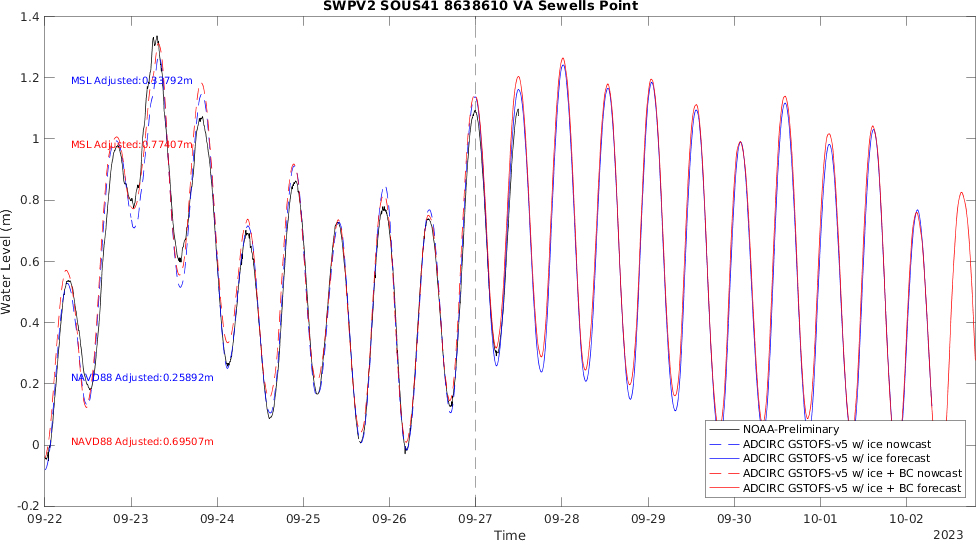 SWPV2 SOUS41 8638610 VA Sewells Point
1.4
1.2
1
0.8
0.6
0.4
0.2
0
-0.2
Water Level (m)
MSL Adjusted:0.33792m
MSL Adjusted:0.77407m
NAVD88 Adjusted:0.25892m
NAVD88 Adjusted:0.69507m
NOAA-Preliminary
ADCIRC GSTOFS-v5 w/ ice nowcast
ADCIRC GSTOFS-v5 w/ ice forecast
ADCIRC GSTOFS-v5 w/ ice + BC nowcast
ADCIRC GSTOFS-v5 w/ ice + BC forecast
09-22 09-23 09-24 09-25 09-26 09-27 09-28 09-29 09-30 10-01 10-02
Time
2023